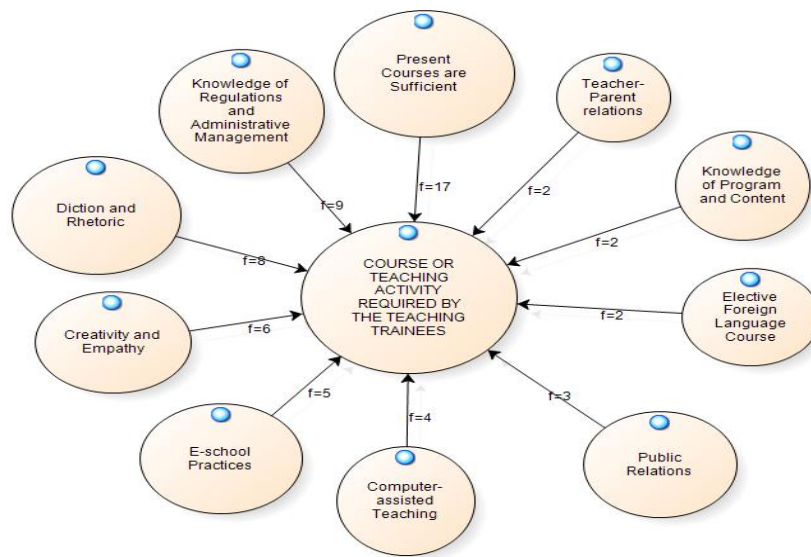 Present
Courses are
Sufficient
Knowledge of
Regulations
and
Administrative
Management
Teacher-
Parent
relations
Knowledge
of Program
and Content
Diction and
Rhetoric
f=17
f=9
f=2
f=2
f=8
COURSE OR
TEACHING
ACTIVITY
REQUIRED BY
THE TEACHING
TRAINEES
Elective
Foreign
Language
Course
f=2
Creativity and
Empathy
f=6
f=5
f=4
f=3
E-school
Practices
Computer-
assisted
Teaching
Public
Relations